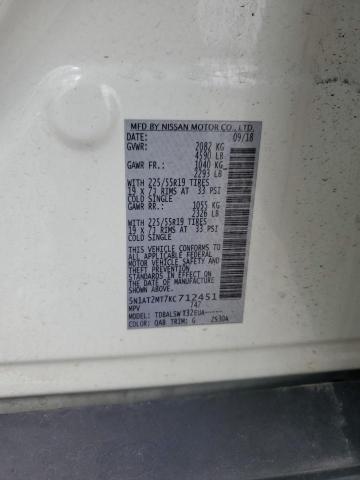 MFD BY NISSAN MOTOR CO., LTD.
DATE: 09/18
GVWR: 2082 KG
4590 LB
GAWR FR.: 1040 KG
2293 LB
WITH 225/55R19 TIRES
19 X 7J RIMS AT 33 PSI
COLD SINGLE
GAWR RR.: 1055 KG
2326 LB
WITH 225/55R19 TIRES
19 X 7J RIMS AT 33 PSI
COLD SINGLE
THIS VEHICLE CONFORMS TO
ALL APPLICABLE FEDERAL
MOTOR VEHICLE SAFETY, BUMPER
AND THEFT PREVENTION
STANDARDS IN EFFECT ON THE
DATE OF MANUFACTURE
SHOWN ABOVE.
5N1AT2MT7KC712451
MPV 747
MODEL:
COLOR: QAB TRIM: G 2530A